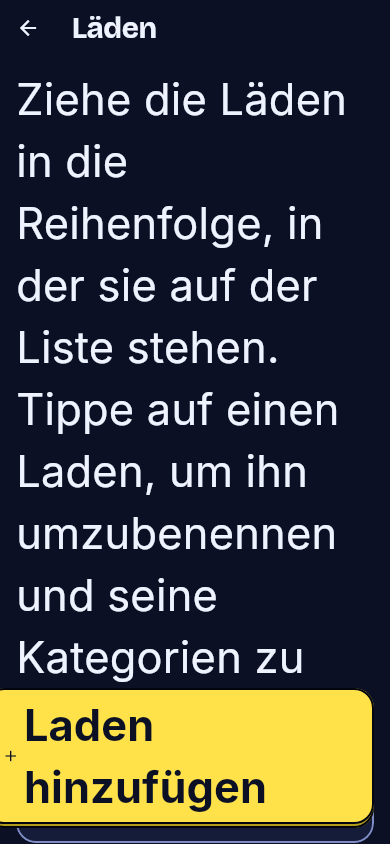 Läden
Ziehe die Läden
in die
Reihenfolge, in
der sie auf der
Liste stehen.
Tippe auf einen
Laden, um ihn
umzubenennen
und seine
Kategorien zu
+ Laden
hinzufügen